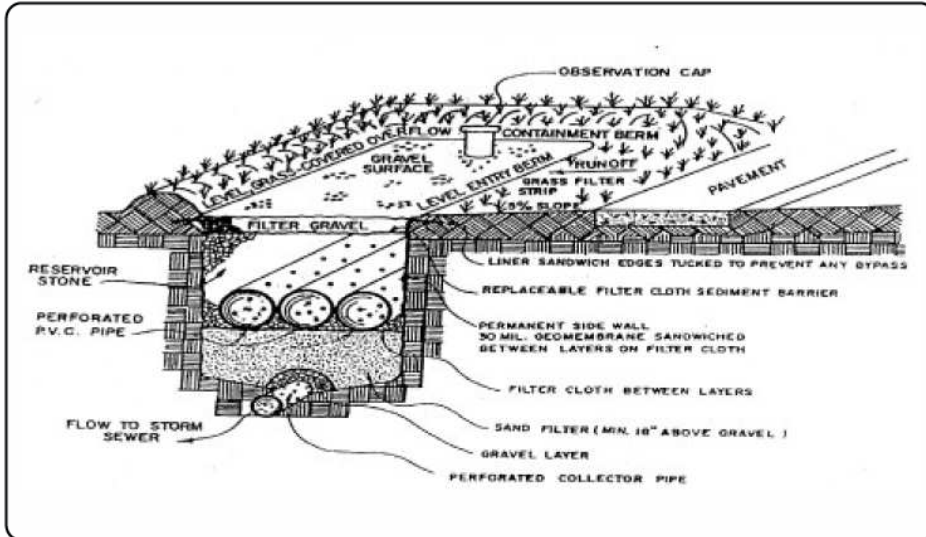 OBSERVATION CAP
LEVEL GRASS-COVERED OVERFLOW
CONTAINMENT BERM
GRAVEL
SURFACE
LEVEL ENTRY BERM
RUNOFF
GRASS FILTER
STRIP
5% SLOPE
PAVEMENT
FILTER GRAVEL
LINER SANDWICH EDGES TUCKED TO PREVENT ANY BYPASS
RESERVOIR
STONE
REPLACEABLE FILTER CLOTH SEDIMENT BARRIER
PERFORATED
P.V.C. PIPE
PERMANENT SIDE WALL
30 MIL. GEOMEMBRANE SANDWICHED
BETWEEN LAYERS ON FILTER CLOTH
FILTER CLOTH BETWEEN LAYERS
FLOW TO STORM
SEWER
SAND FILTER (MIN. 18" ABOVE GRAVEL)
GRAVEL LAYER
PERFORATED COLLECTOR PIPE